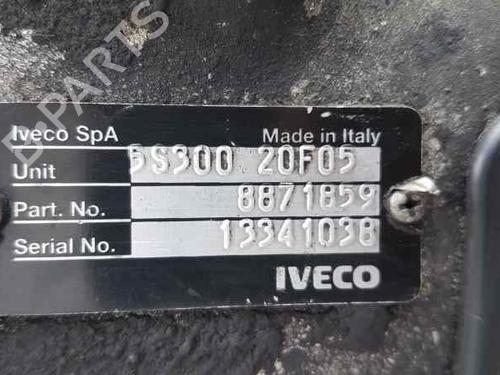 B-PARTS
Iveco SpA Made in Italy
Unit 5S300 20F05
Part. No. 8871859
Serial No. 13341038
IVECO